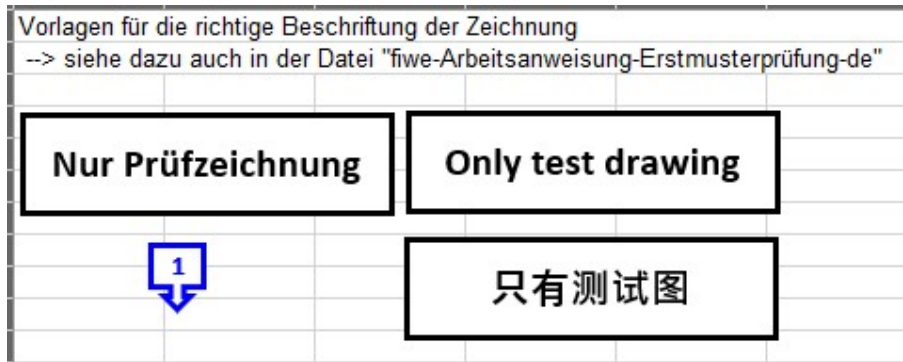 Vorlagen für die richtige Beschriftung der Zeichnung
--> siehe dazu auch in der Datei "fiwe-Arbeitsanweisung-Erstmusterprüfung-de"
Nur Prüfzeichnung
Only test drawing
1
只有测试图